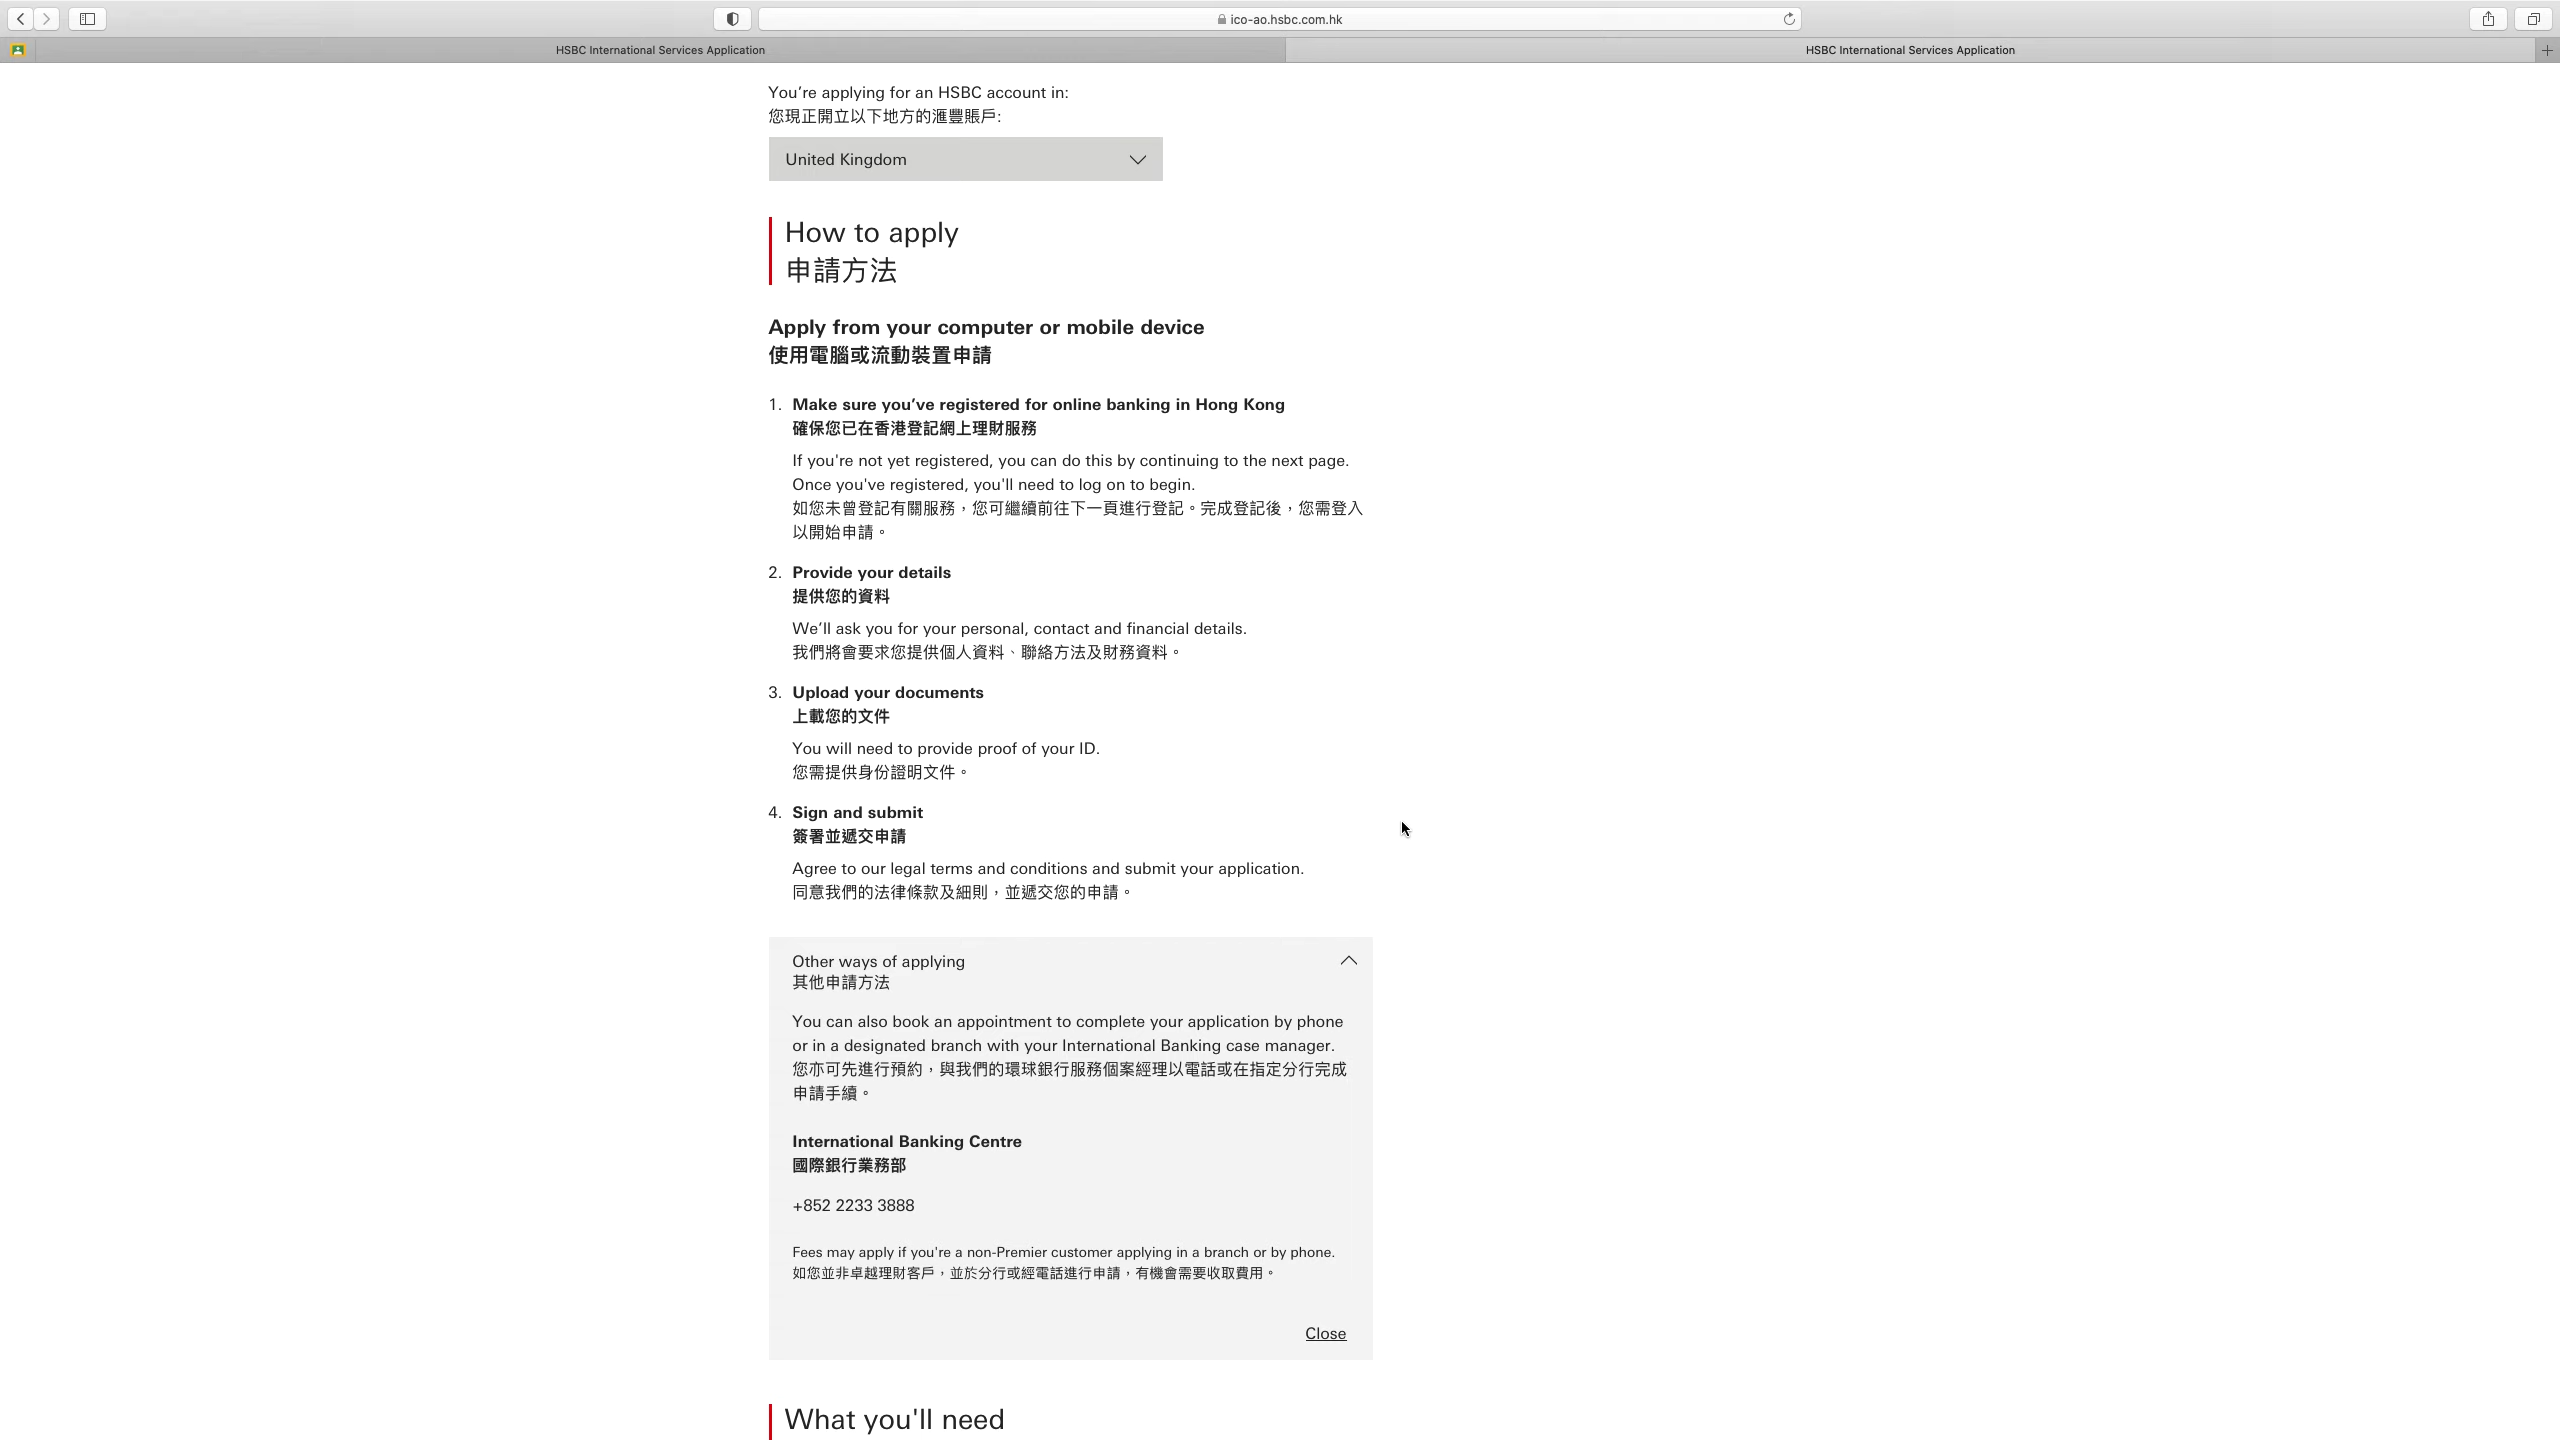 ico-ao.hsbc.com.hk
HSBC International Services Application
HSBC International Services Application
You’re applying for an HSBC account in:
您現正開立以下地方的滙豐賬戶:
United Kingdom
How to apply
申請方法
Apply from your computer or mobile device
使用電腦或流動裝置申請
1. Make sure you’ve registered for online banking in Hong Kong
確保您已在香港登記網上理財服務
If you're not yet registered, you can do this by continuing to the next page.
Once you've registered, you'll need to log on to begin.
如您未曾登記有關服務，您可繼續前往下一頁進行登記。完成登記後，您需登入
以開始申請。
2. Provide your details
提供您的資料
We’ll ask you for your personal, contact and financial details.
我們將會要求您提供個人資料、聯絡方法及財務資料。
3. Upload your documents
上載您的文件
You will need to provide proof of your ID.
您需提供身份證明文件。
4. Sign and submit
簽署並遞交申請
Agree to our legal terms and conditions and submit your application.
同意我們的法律條款及細則，並遞交您的申請。
Other ways of applying
其他申請方法
You can also book an appointment to complete your application by phone
or in a designated branch with your International Banking case manager.
您亦可先進行預約，與我們的環球銀行服務個案經理以電話或在指定分行完成
申請手續。
International Banking Centre
國際銀行業務部
+852 2233 3888
Fees may apply if you're a non-Premier customer applying in a branch or by phone.
如您並非卓越理財客戶，並於分行或經電話進行申請，有機會需要收取費用。
Close
What you'll need